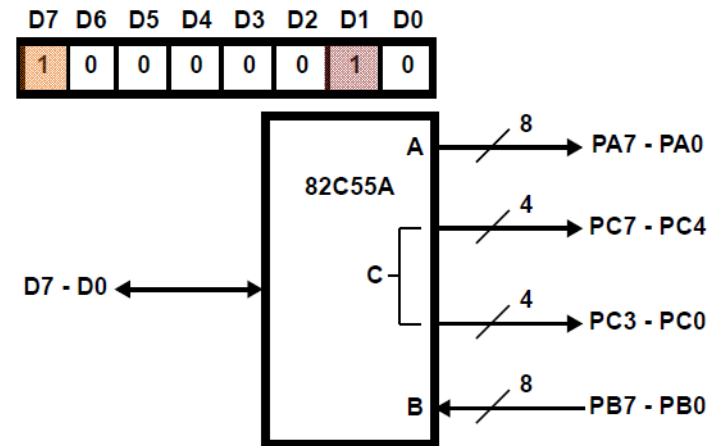 D7 D6 D5 D4 D3 D2 D1 D0
1 0 0 0 0 0 1 0
8
A
PA7 - PA0
82C55A
4
PC7 - PC4
C
D7 - D0
4
PC3 - PC0
8
B
PB7 - PB0